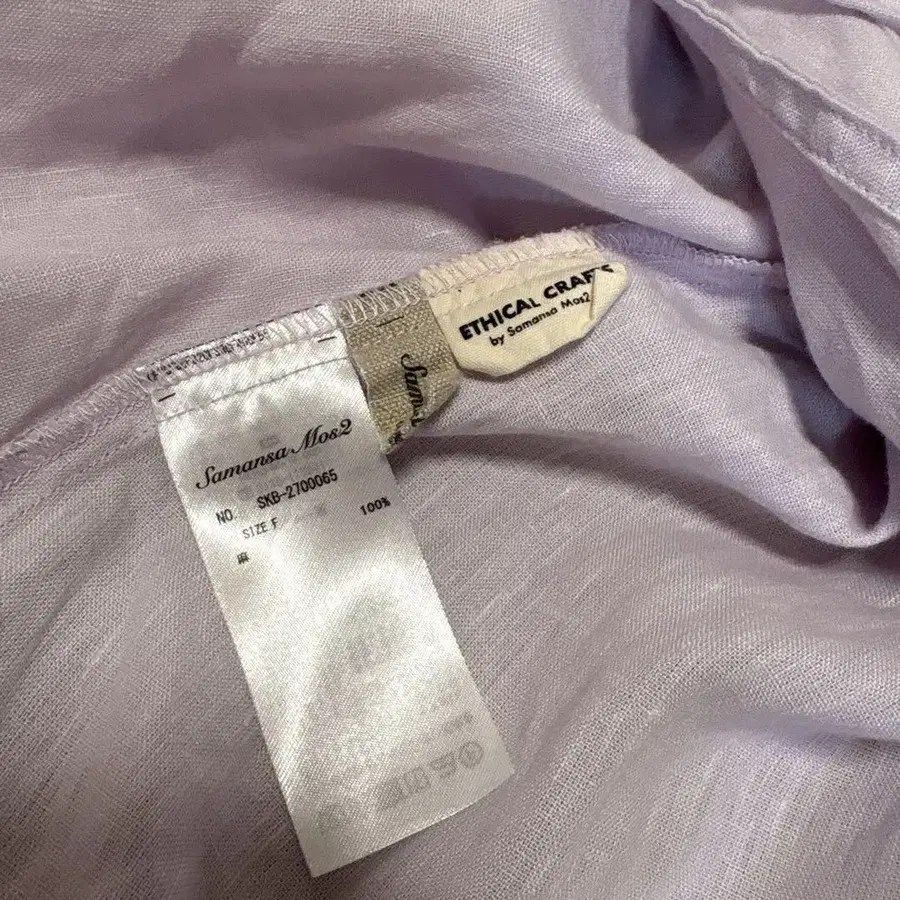 Samansa Mos2
NO. SKB-2700065
SIZE F
麻 100%
ETHICAL CRAFTS
by Samansa Mos2